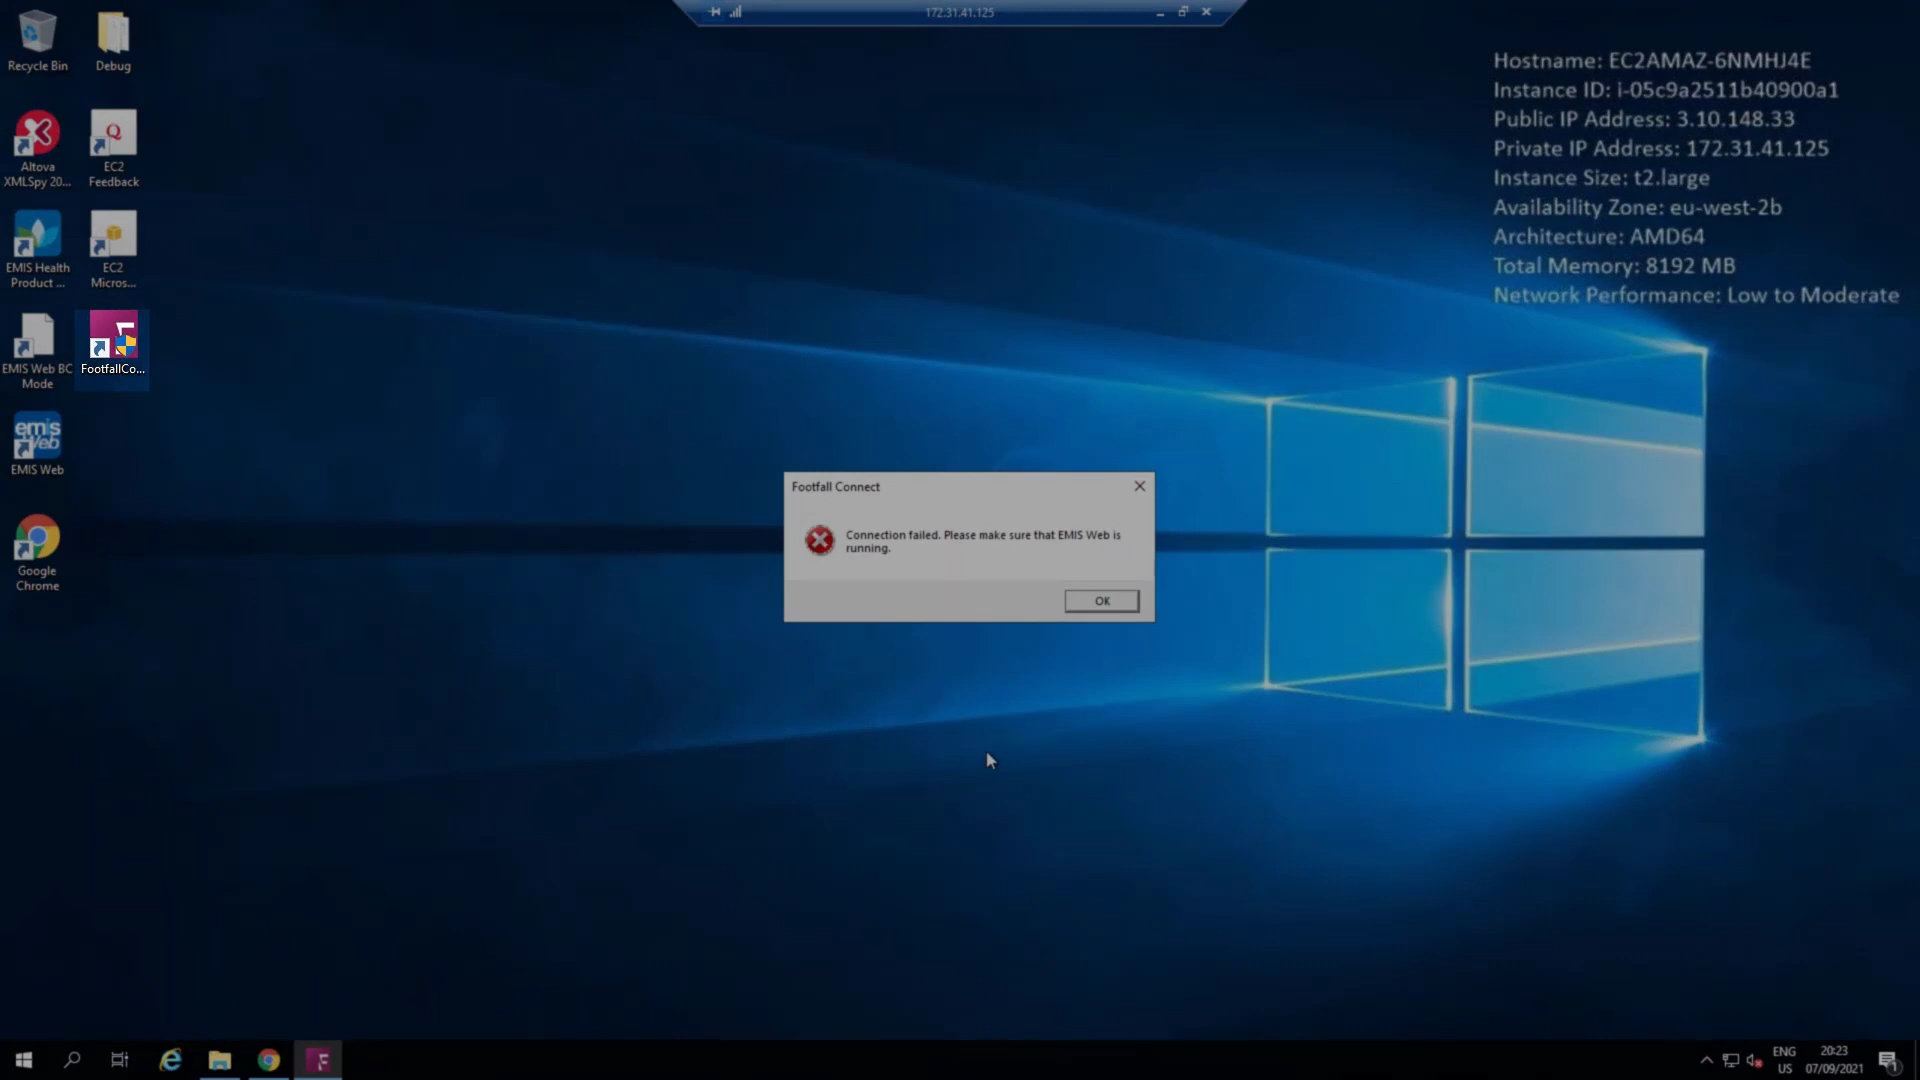 172.31.41.125
Recycle Bin
Debug
Hostname: EC2AMAZ-6NMHJ4E
Instance ID: i-05c9a2511b40900a1
Public IP Address: 3.10.148.33
Private IP Address: 172.31.41.125
Instance Size: t2.large
Availability Zone: eu-west-2b
Architecture: AMD64
Total Memory: 8192 MB
Network Performance: Low to Moderate
Altova
XMLSpy 20...
Q
EC2
Feedback
EMIS Health
Product ...
EC2
Micros...
EMIS Web BC
Mode
FootfallCo...
emis
Web
EMIS Web
Google
Chrome
Footfall Connect
Connection failed. Please make sure that EMIS Web is
running.
OK
ENG
US
20:23
07/09/2021
1